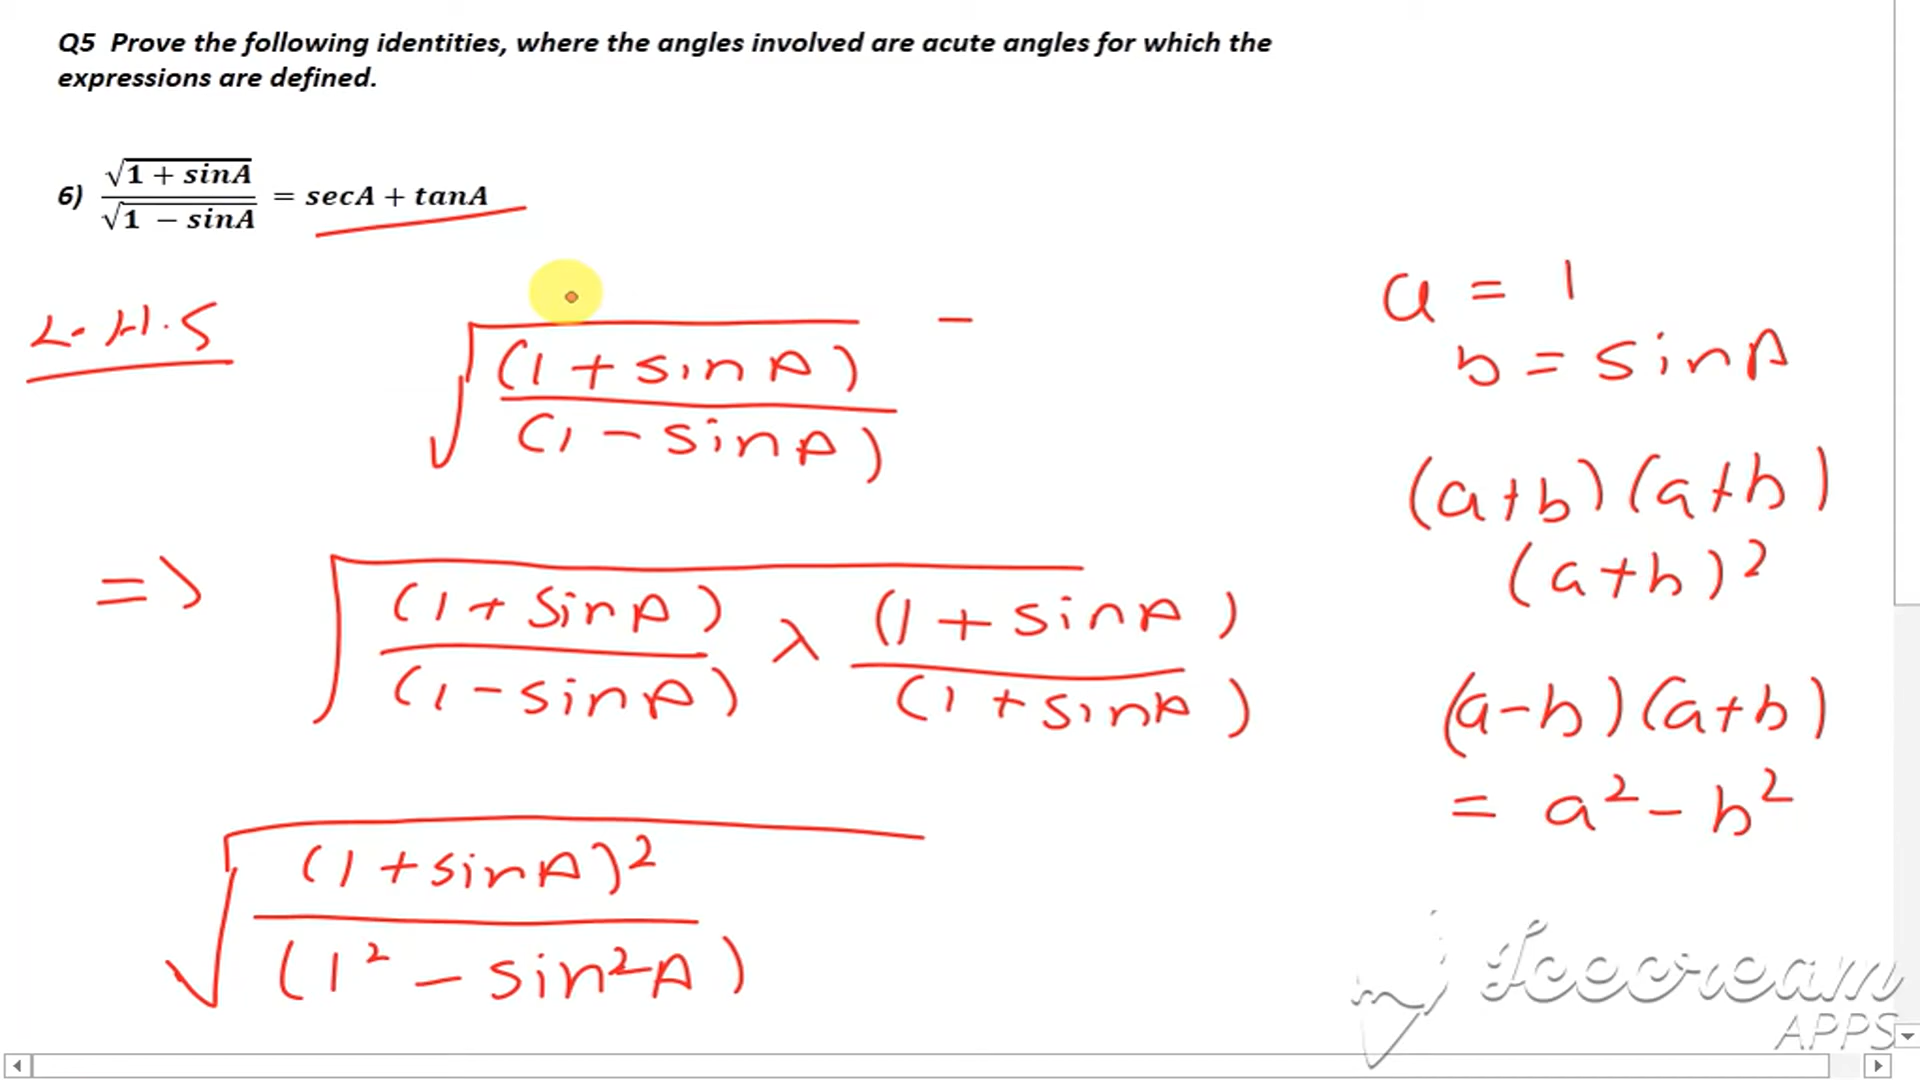 Q5 Prove the following identities, where the angles involved are acute angles for which the
expressions are defined.
6) √1 + sinA / √1 − sinA = secA + tanA
L.H.S
√(1 + sinA) / (1 - sinA) -
=> √(1 + sinA) / (1 - sinA) × (1 + sinA) / (1 + sinA)
√(1 + sinA)² / (1² - sin²A)
a = 1
b = sinA
(a+b)(a+b)
(a+b)²
(a-b)(a+b)
= a² - b²
Icecream
APPS